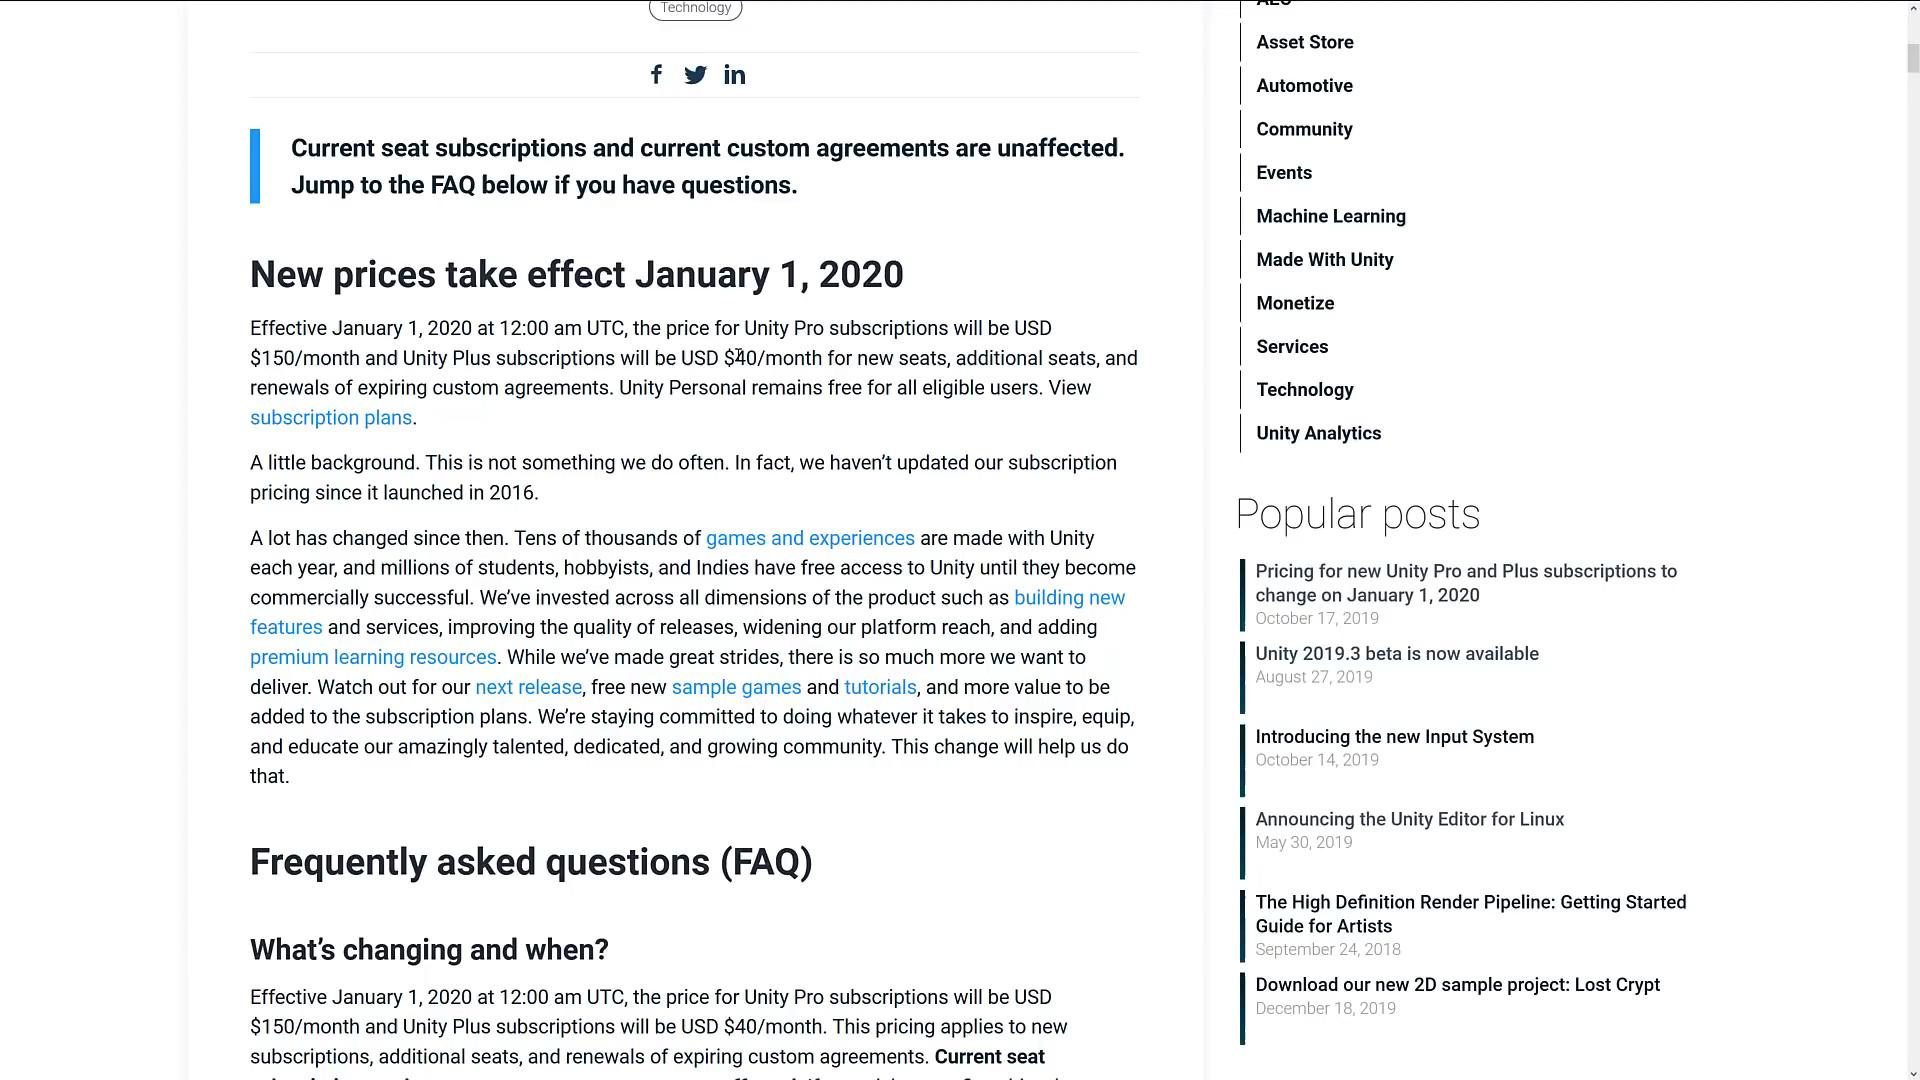 Technology
Current seat subscriptions and current custom agreements are unaffected.
Jump to the FAQ below if you have questions.
New prices take effect January 1, 2020
Effective January 1, 2020 at 12:00 am UTC, the price for Unity Pro subscriptions will be USD
$150/month and Unity Plus subscriptions will be USD $40/month for new seats, additional seats, and
renewals of expiring custom agreements. Unity Personal remains free for all eligible users. View
subscription plans.
A little background. This is not something we do often. In fact, we haven’t updated our subscription
pricing since it launched in 2016.
A lot has changed since then. Tens of thousands of games and experiences are made with Unity
each year, and millions of students, hobbyists, and Indies have free access to Unity until they become
commercially successful. We’ve invested across all dimensions of the product such as building new
features and services, improving the quality of releases, widening our platform reach, and adding
premium learning resources. While we’ve made great strides, there is so much more we want to
deliver. Watch out for our next release, free new sample games and tutorials, and more value to be
added to the subscription plans. We’re staying committed to doing whatever it takes to inspire, equip,
and educate our amazingly talented, dedicated, and growing community. This change will help us do
that.
Frequently asked questions (FAQ)
What’s changing and when?
Effective January 1, 2020 at 12:00 am UTC, the price for Unity Pro subscriptions will be USD
$150/month and Unity Plus subscriptions will be USD $40/month. This pricing applies to new
subscriptions, additional seats, and renewals of expiring custom agreements. Current seat
Asset Store
Automotive
Community
Events
Machine Learning
Made With Unity
Monetize
Services
Technology
Unity Analytics
Popular posts
Pricing for new Unity Pro and Plus subscriptions to
change on January 1, 2020
October 17, 2019
Unity 2019.3 beta is now available
August 27, 2019
Introducing the new Input System
October 14, 2019
Announcing the Unity Editor for Linux
May 30, 2019
The High Definition Render Pipeline: Getting Started
Guide for Artists
September 24, 2018
Download our new 2D sample project: Lost Crypt
December 18, 2019